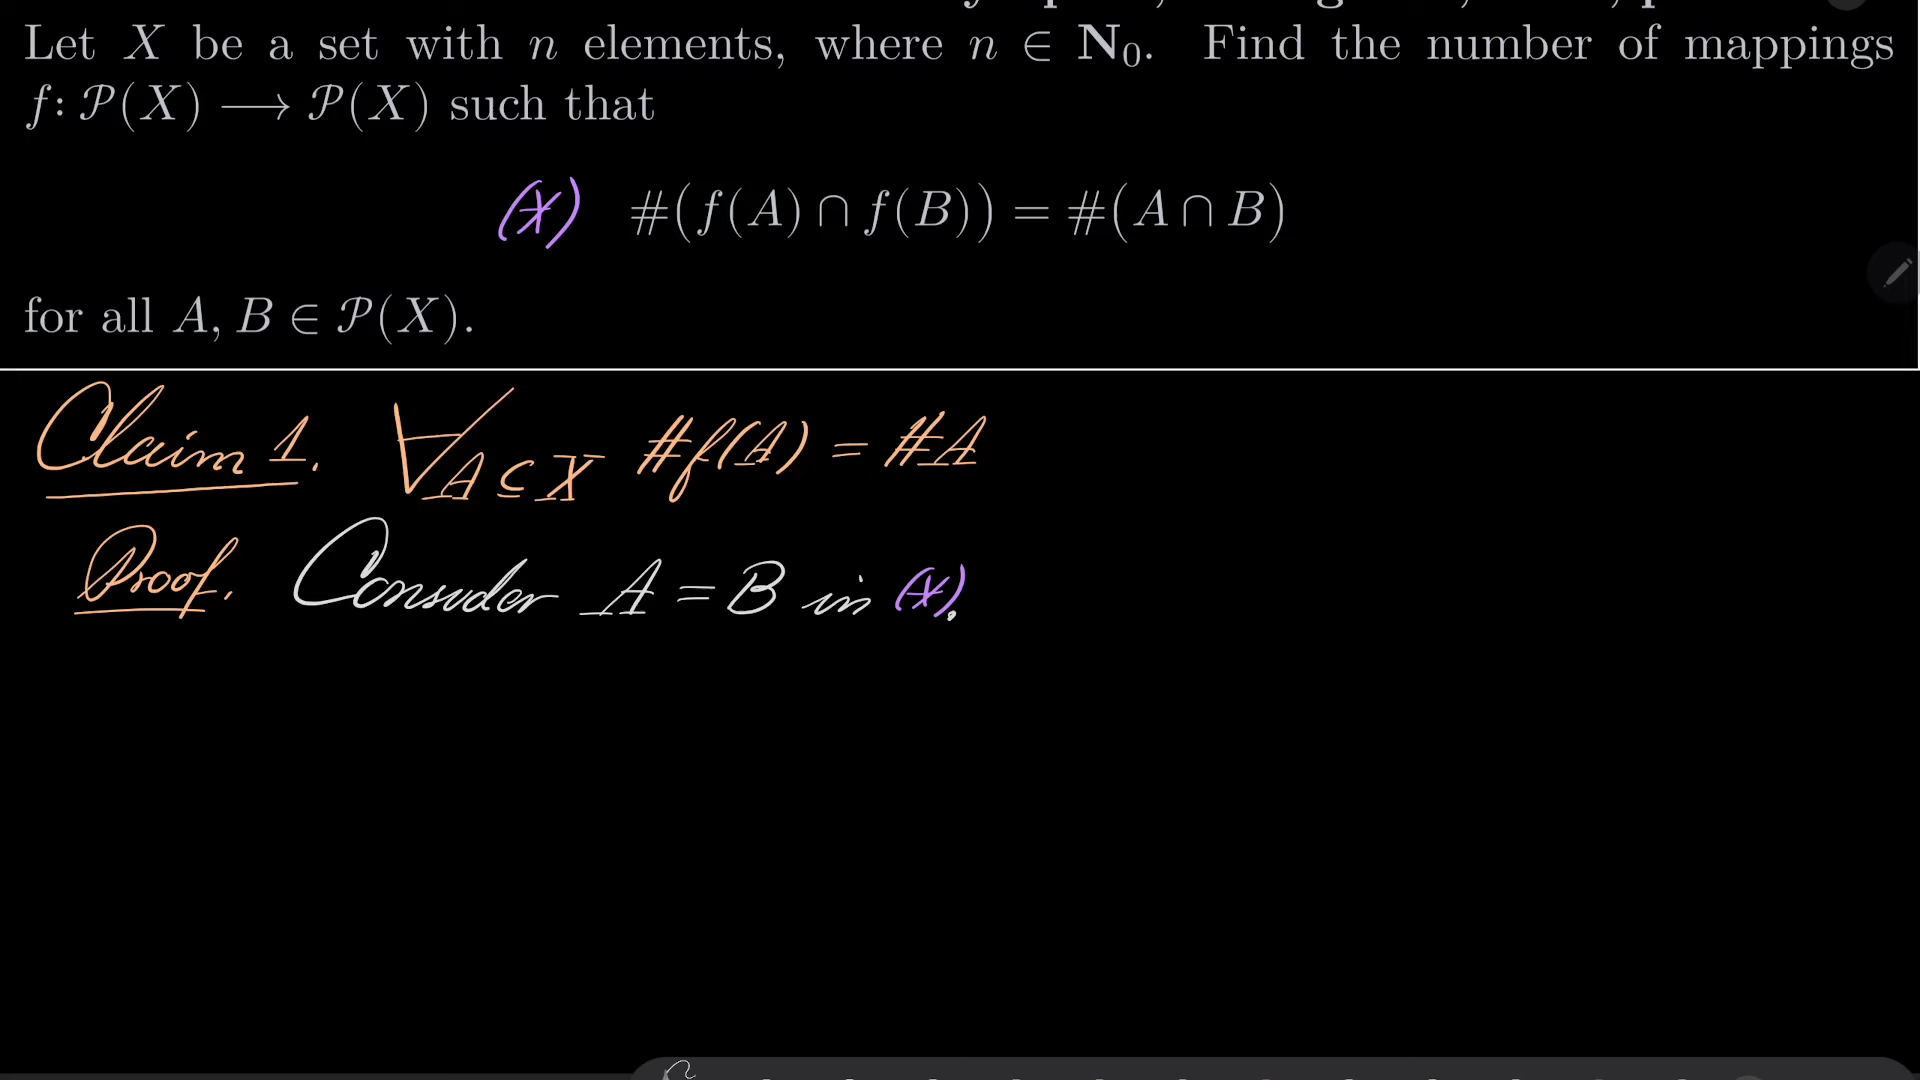 Let X be a set with n elements, where n ∈ N₀. Find the number of mappings
f: 𝒫(X) ⟶ 𝒫(X) such that
(*) #(f(A) ∩ f(B)) = #(A ∩ B)
for all A, B ∈ 𝒫(X).
Claim 1. ∀A⊆X #f(A) = #A
Proof. Consider A = B in (*).